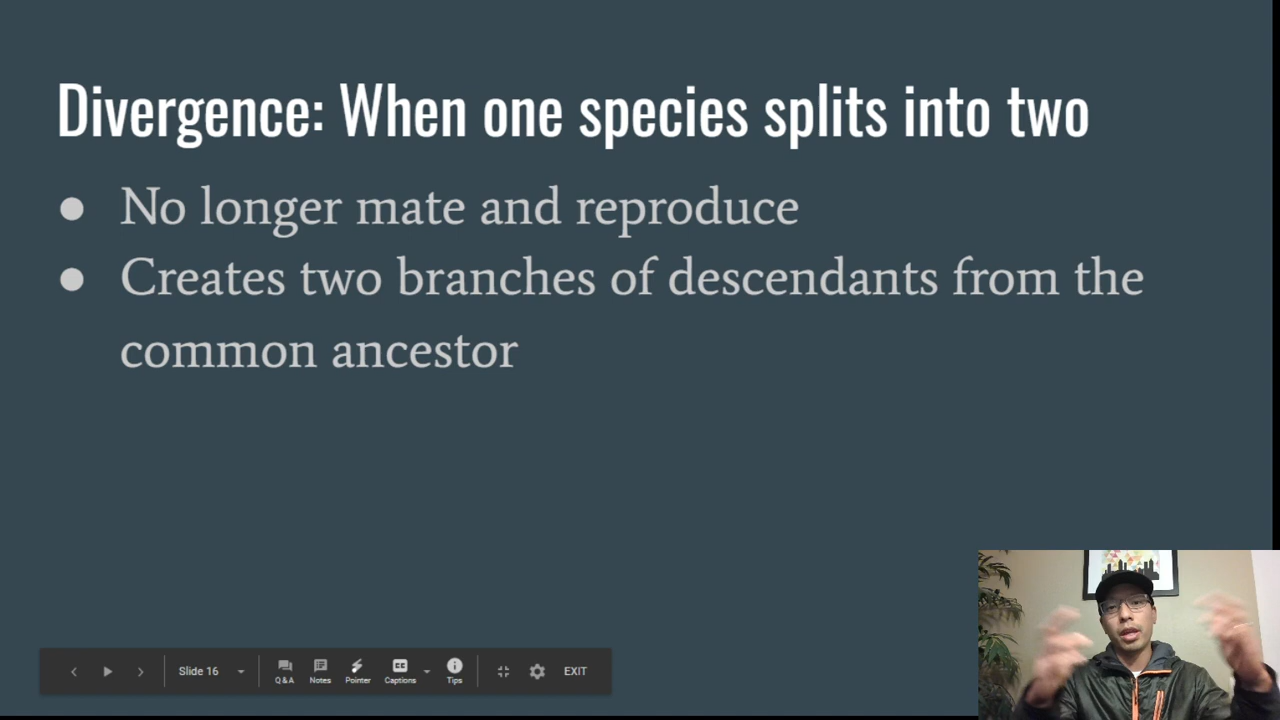 Divergence: When one species splits into two
● No longer mate and reproduce
● Creates two branches of descendants from the
common ancestor
Slide 16
Q&A
Notes
Pointer
CC
Captions
Tips
EXIT